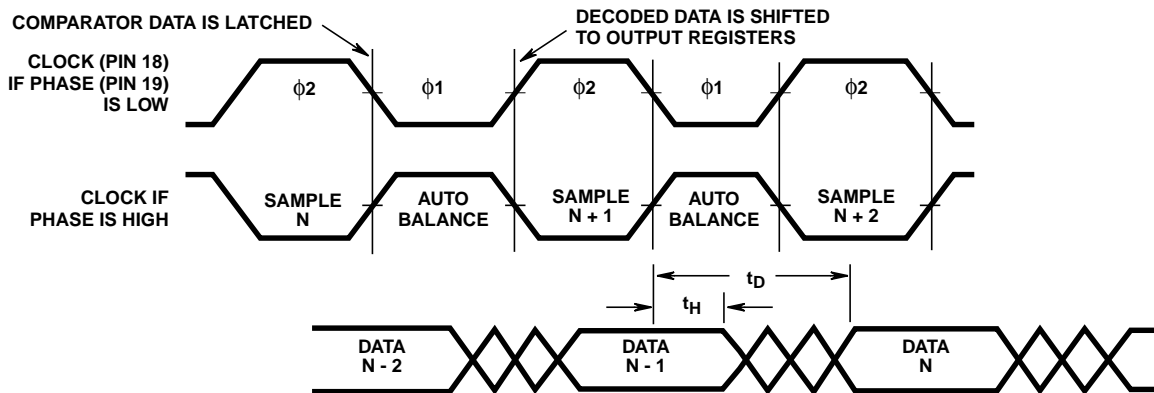 COMPARATOR DATA IS LATCHED
DECODED DATA IS SHIFTED
TO OUTPUT REGISTERS
CLOCK (PIN 18)
IF PHASE (PIN 19)
IS LOW
ϕ2
ϕ1
ϕ2
ϕ1
ϕ2
CLOCK IF
PHASE IS HIGH
SAMPLE
N
AUTO
BALANCE
SAMPLE
N + 1
AUTO
BALANCE
SAMPLE
N + 2
tD
tH
DATA
N - 2
DATA
N - 1
DATA
N